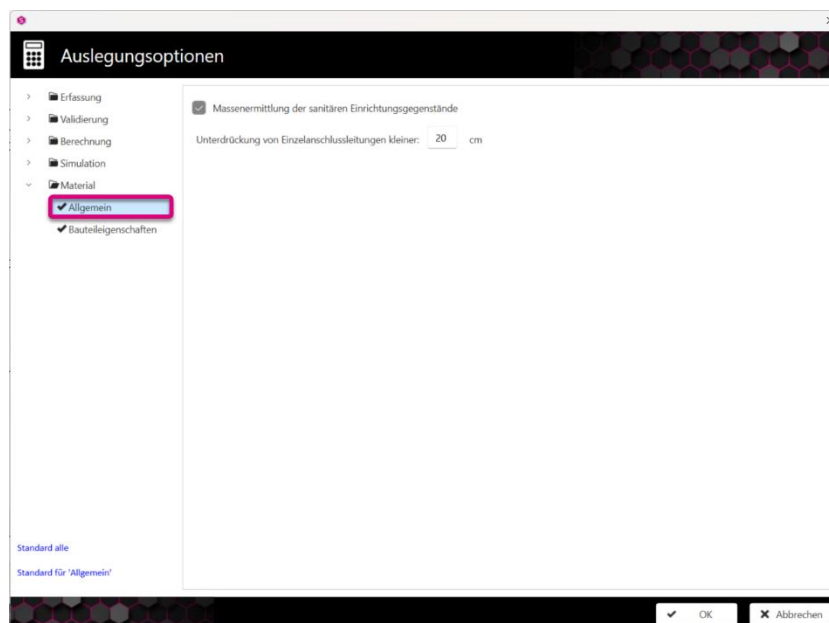 Auslegungsoptionen
Erfassung
Validierung
Berechnung
Simulation
Material
Allgemein
Bauteileigenschaften
Massenermittlung der sanitären Einrichtungsgegenstände
Unterdrückung von Einzelanschlussleitungen kleiner: 20 cm
Standard alle
Standard für 'Allgemein'
OK Abbrechen